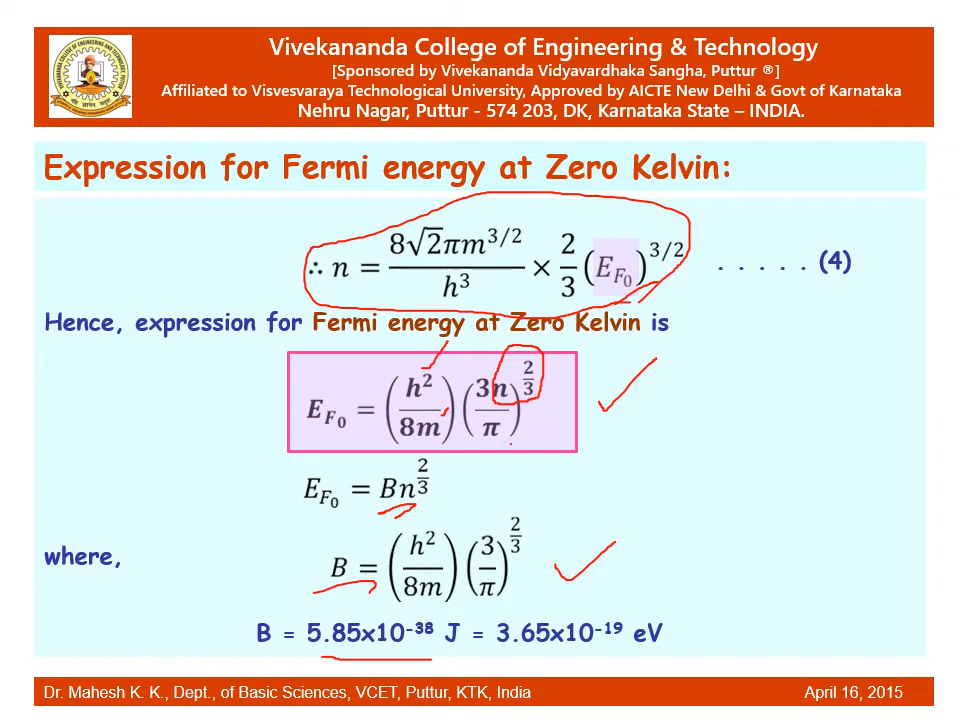 Vivekananda College of Engineering & Technology
[Sponsored by Vivekananda Vidyavardhaka Sangha, Puttur ®]
Affiliated to Visvesvaraya Technological University, Approved by AICTE New Delhi & Govt of Karnataka
Nehru Nagar, Puttur - 574 203, DK, Karnataka State – INDIA.
Expression for Fermi energy at Zero Kelvin:
∴ n = 8√2πm^{3/2}/h³ × 2/3 (E_{F₀})^{3/2} . . . . . (4)
Hence, expression for Fermi energy at Zero Kelvin is
E_{F₀} = (h²/8m)(3n/π)^{2/3}
E_{F₀} = Bn^{2/3}
where, B = (h²/8m)(3/π)^{2/3}
B = 5.85x10⁻³⁸ J = 3.65x10⁻¹⁹ eV
Dr. Mahesh K. K., Dept., of Basic Sciences, VCET, Puttur, KTK, India April 16, 2015